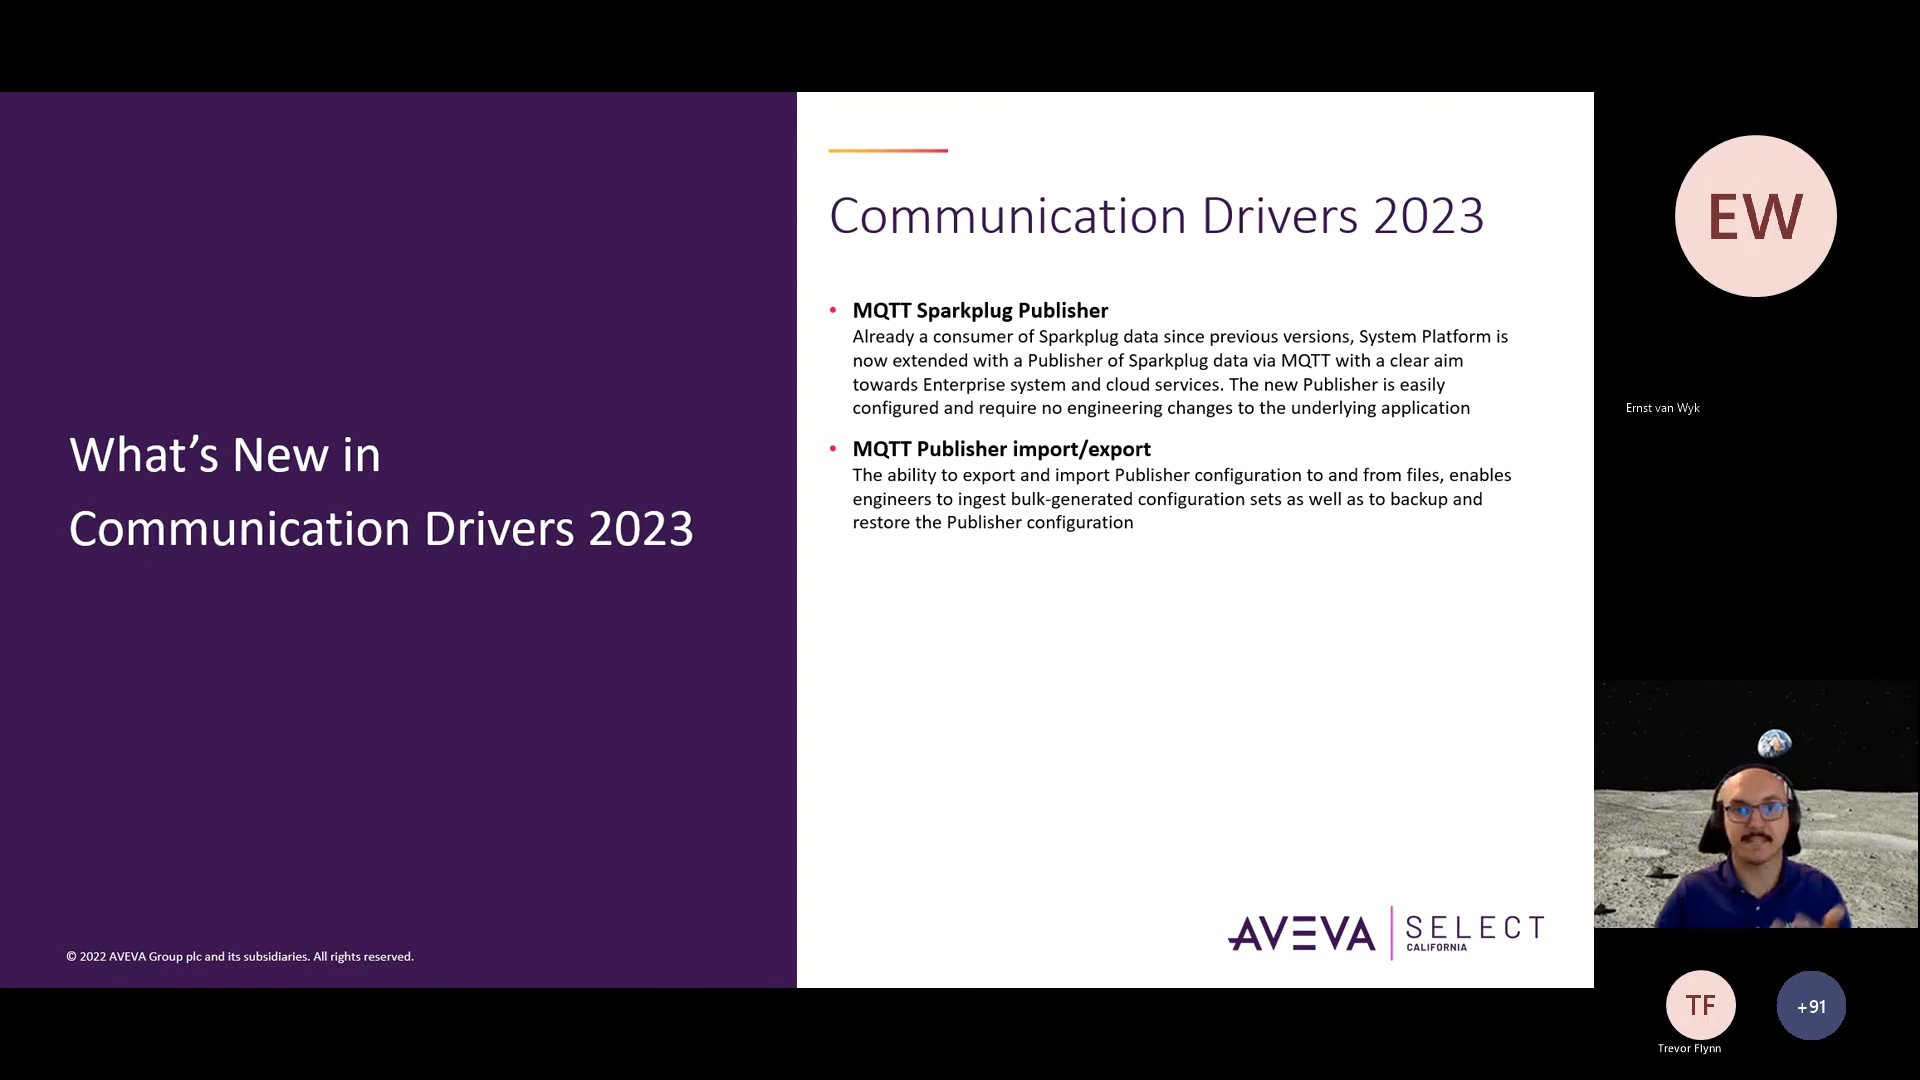 What's New in
Communication Drivers 2023
© 2022 AVEVA Group plc and its subsidiaries. All rights reserved.
Communication Drivers 2023
• MQTT Sparkplug Publisher
Already a consumer of Sparkplug data since previous versions, System Platform is
now extended with a Publisher of Sparkplug data via MQTT with a clear aim
towards Enterprise system and cloud services. The new Publisher is easily
configured and require no engineering changes to the underlying application
• MQTT Publisher import/export
The ability to export and import Publisher configuration to and from files, enables
engineers to ingest bulk-generated configuration sets as well as to backup and
restore the Publisher configuration
AVEVA SELECT
CALIFORNIA
EW
Ernst van Wyk
TF
Trevor Flynn
+91